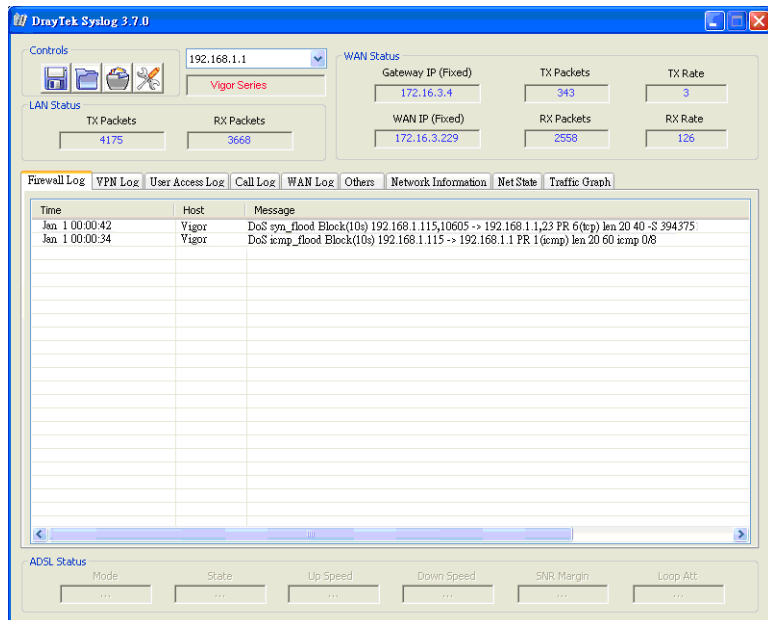 DrayTek Syslog 3.7.0
Controls
192.168.1.1
Vigor Series
WAN Status
Gateway IP (Fixed) TX Packets TX Rate
172.16.3.4 343 3
WAN IP (Fixed) RX Packets RX Rate
172.16.3.229 2558 126
LAN Status
TX Packets RX Packets
4175 3668
Firewall Log VPN Log User Access Log Call Log WAN Log Others Network Information Net State Traffic Graph
Time Host Message
Jan 1 00:00:42 Vigor DoS syn_flood Block(10s) 192.168.1.115,10605 -> 192.168.1.1,23 PR 6(tcp) len 20 40 -S 394375
Jan 1 00:00:34 Vigor DoS icmp_flood Block(10s) 192.168.1.115 -> 192.168.1.1 PR 1(icmp) len 20 60 icmp 0/8
ADSL Status
Mode State Up Speed Down Speed SNR Margin Loop Att
... ... ... ... ... ...